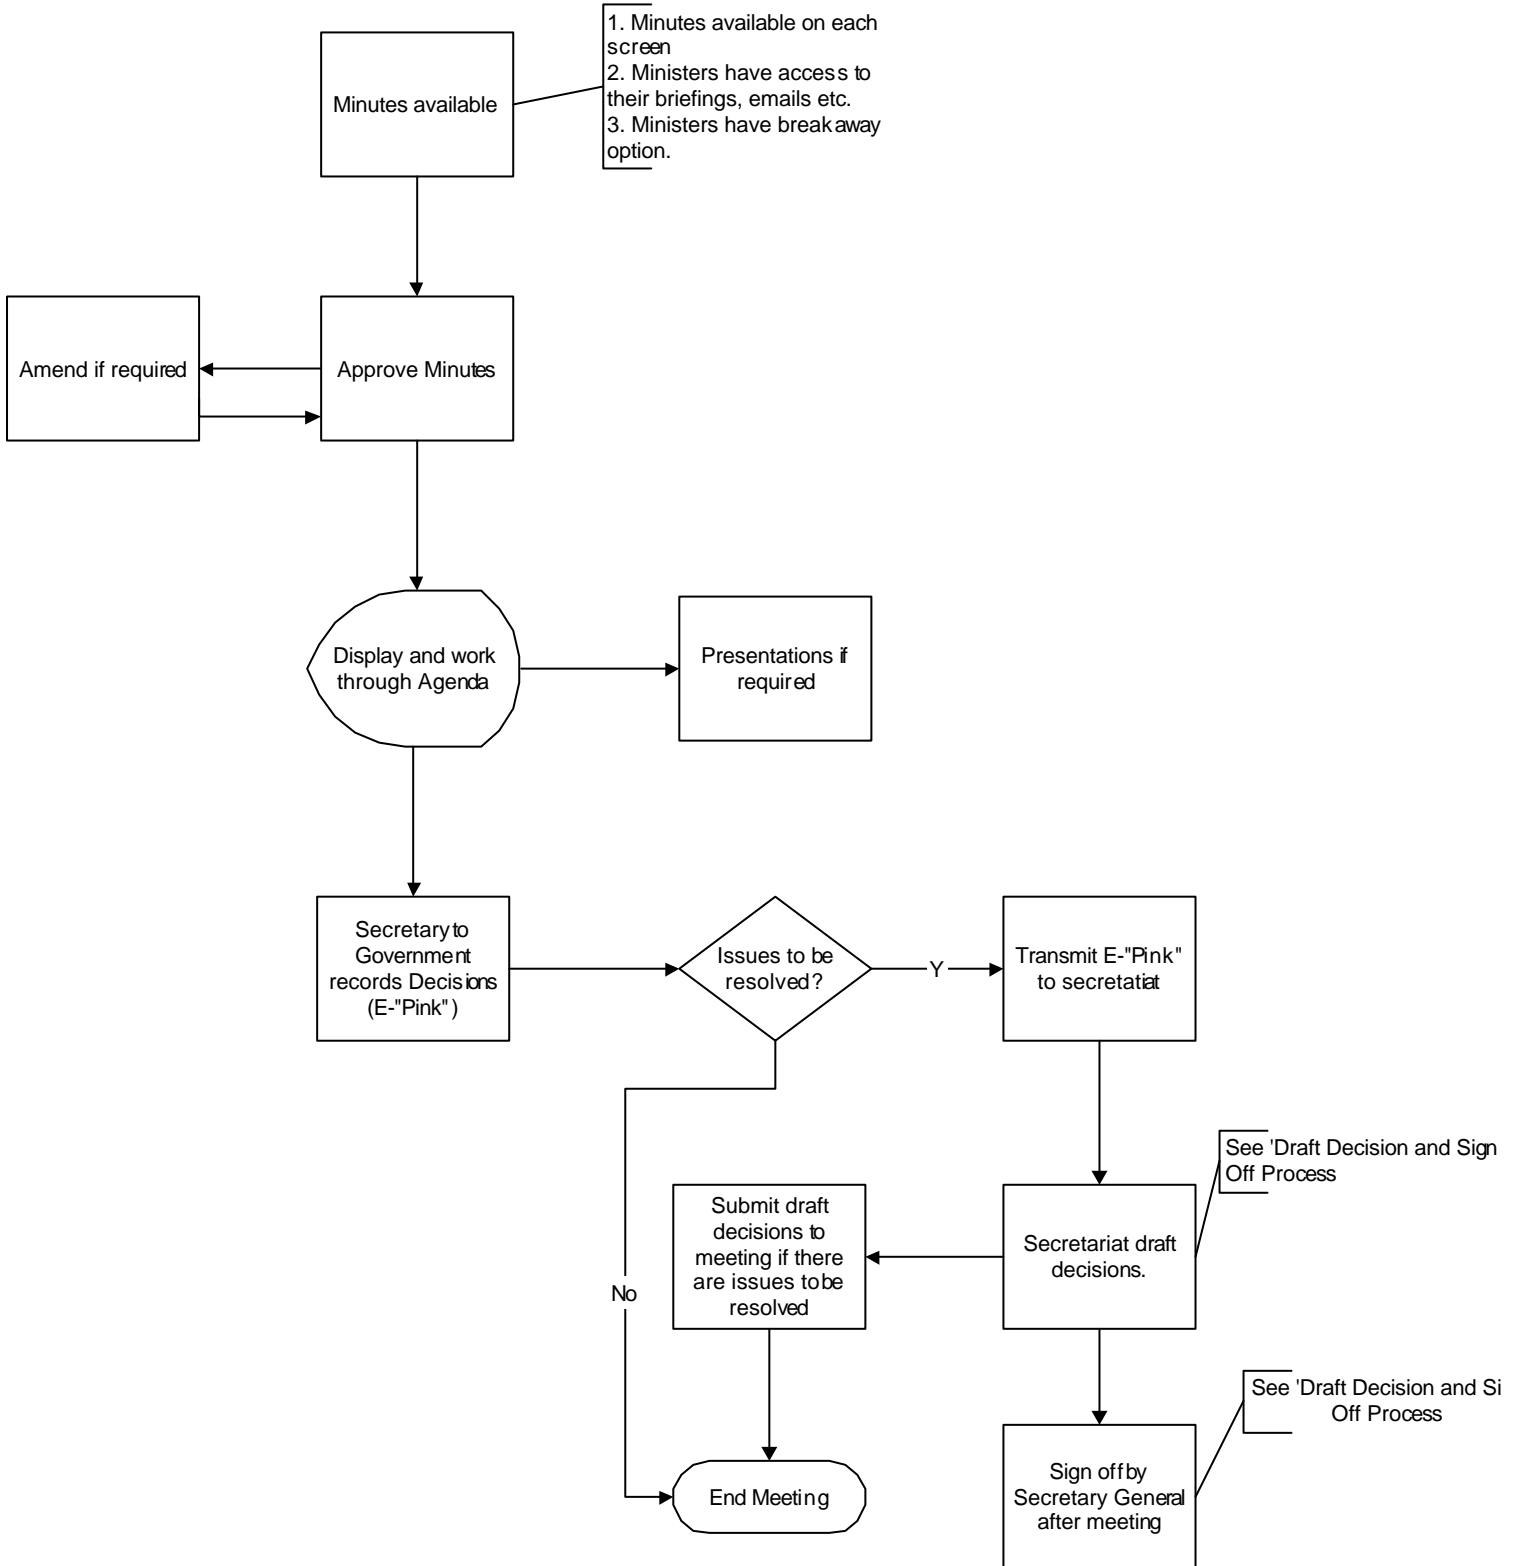 1. Minutes available on each
screen
2. Ministers have access to
their briefings, emails etc.
3. Ministers have breakaway
option.
Minutes available
Amend if required
Approve Minutes
Display and work
through Agenda
Presentations if
required
Secretary to
Government
records Decisions
(E-"Pink")
Issues to be
resolved?
Y
Transmit E-"Pink"
to secretatiat
See 'Draft Decision and Sign
Off Process
Submit draft
decisions to
meeting if there
are issues to be
resolved
Secretariat draft
decisions.
No
See 'Draft Decision and Si
Off Process
End Meeting
Sign off by
Secretary General
after meeting